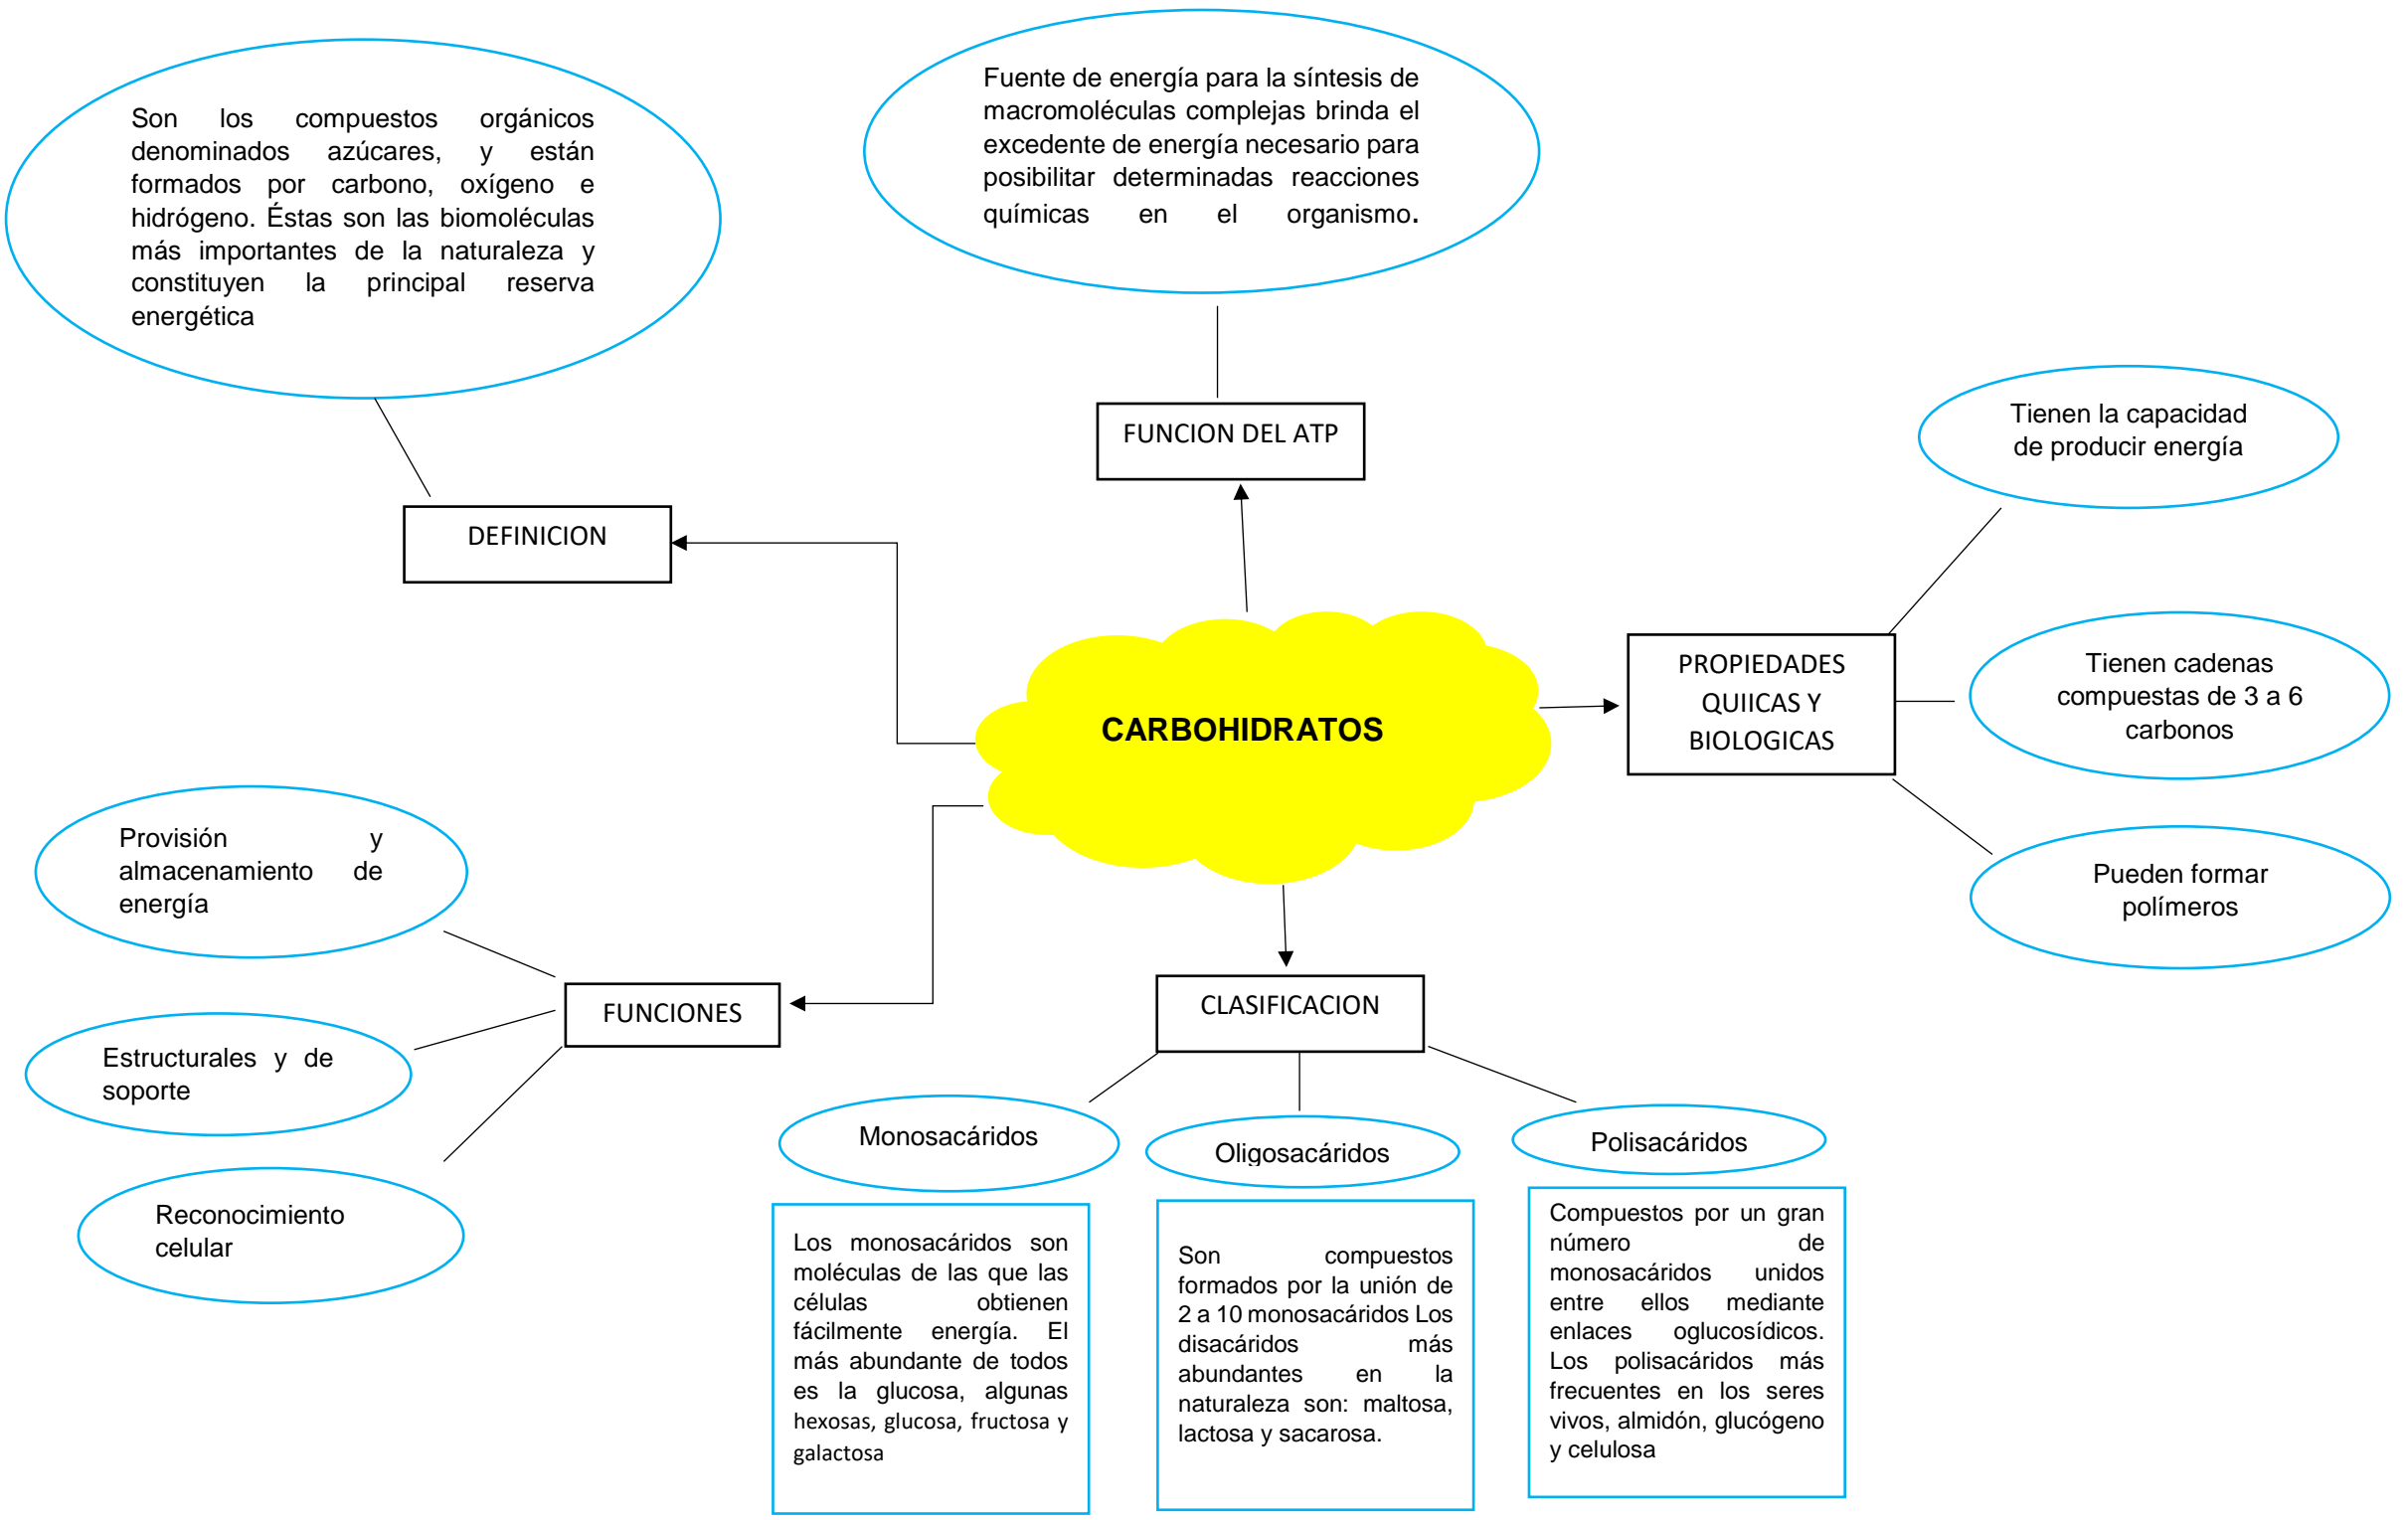 Son los compuestos orgánicos
denominados azúcares, y están
formados por carbono, oxígeno e
hidrógeno. Éstas son las biomoléculas
más importantes de la naturaleza y
constituyen la principal reserva
energética
Fuente de energía para la síntesis de
macromoléculas complejas brinda el
excedente de energía necesario para
posibilitar determinadas reacciones
químicas en el organismo.
FUNCION DEL ATP
DEFINICION
Tienen la capacidad
de producir energía
CARBOHIDRATOS
PROPIEDADES
QUIICAS Y
BIOLOGICAS
Tienen cadenas
compuestas de 3 a 6
carbonos
Pueden formar
polímeros
Provisión y
almacenamiento de
energía
FUNCIONES
Estructurales y de
soporte
Reconocimiento
celular
CLASIFICACION
Monosacáridos
Oligosacáridos
Polisacáridos
Los monosacáridos son
moléculas de las que las
células obtienen
fácilmente energía. El
más abundante de todos
es la glucosa, algunas
hexosas, glucosa, fructosa y
galactosa
Son compuestos
formados por la unión de
2 a 10 monosacáridos Los
disacáridos más
abundantes en la
naturaleza son: maltosa,
lactosa y sacarosa.
Compuestos por un gran
número de
monosacáridos unidos
entre ellos mediante
enlaces oglucosídicos.
Los polisacáridos más
frecuentes en los seres
vivos, almidón, glucógeno
y celulosa